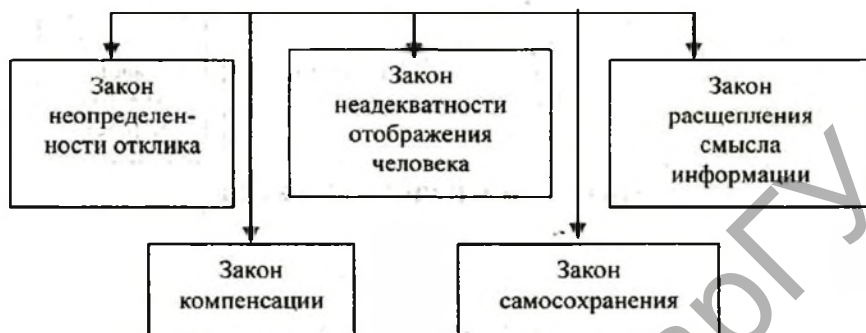 Закон
неопределен-
ности отклика
Закон
неадекватности
отображения
человека
Закон
расщепления
смысла
информации
Закон
компенсации
Закон
самосохранения